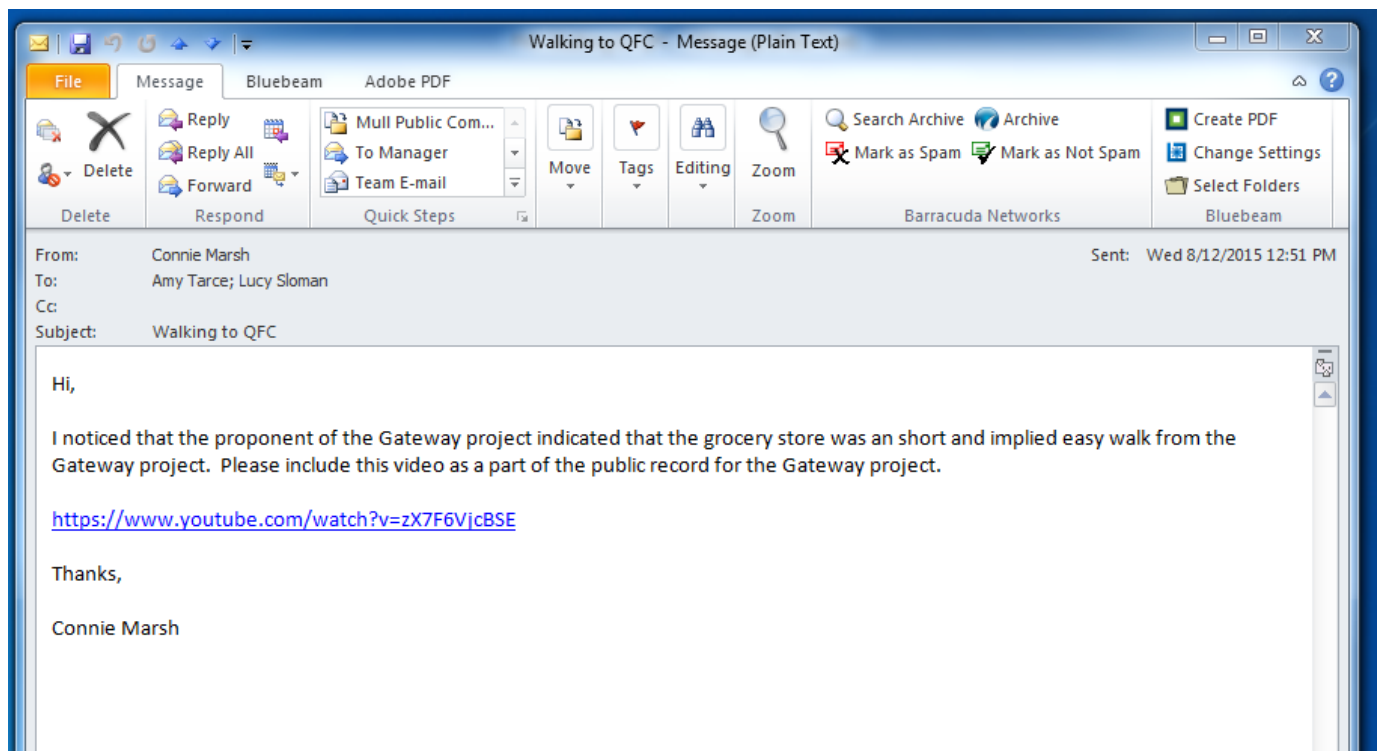 Walking to QFC - Message (Plain Text)
File Message Bluebeam Adobe PDF
Delete
Reply
Reply All
Forward
Mull Public Com...
To Manager
Team E-mail
Move
Tags
Editing
Zoom
Search Archive Archive
Mark as Spam Mark as Not Spam
Create PDF
Change Settings
Select Folders
Delete Respond Quick Steps Zoom Barracuda Networks Bluebeam
From: Connie Marsh Sent: Wed 8/12/2015 12:51 PM
To: Amy Tarce; Lucy Sloman
Cc:
Subject: Walking to QFC
Hi,
I noticed that the proponent of the Gateway project indicated that the grocery store was an short and implied easy walk from the
Gateway project. Please include this video as a part of the public record for the Gateway project.
https://www.youtube.com/watch?v=zX7F6VjcBSE
Thanks,
Connie Marsh